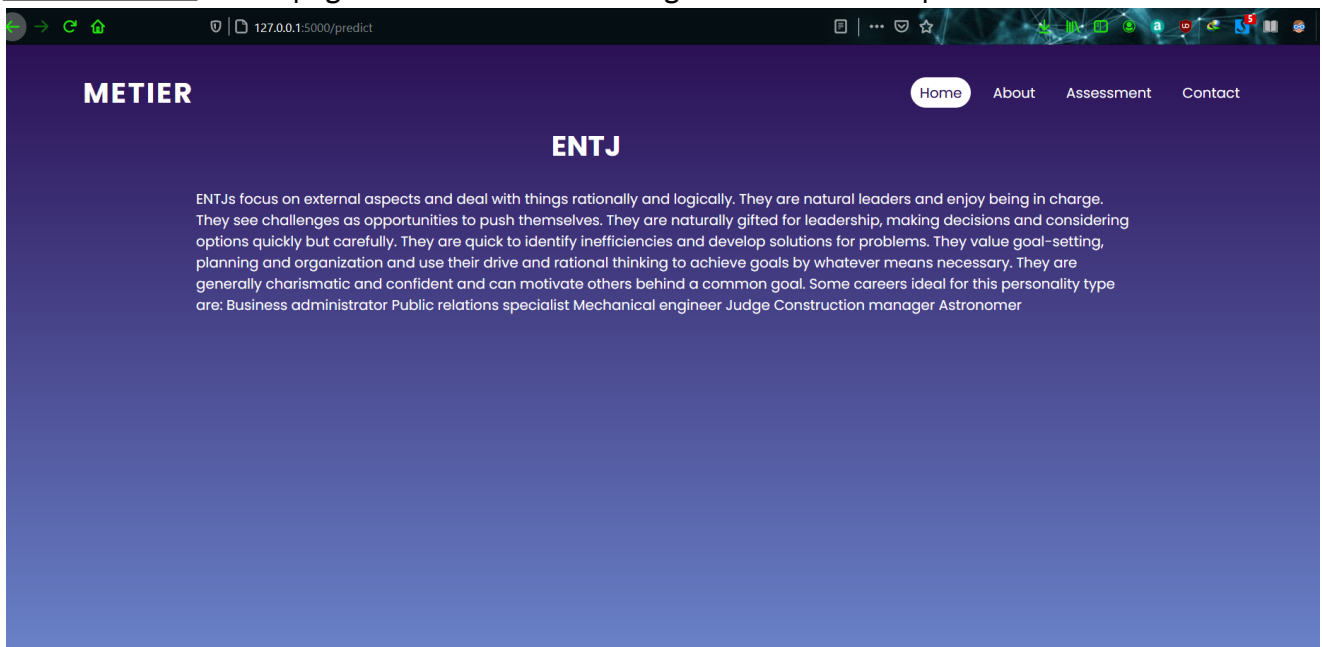 127.0.0.1:5000/predict
5
METIER
Home About Assessment Contact
ENTJ
ENTJs focus on external aspects and deal with things rationally and logically. They are natural leaders and enjoy being in charge.
They see challenges as opportunities to push themselves. They are naturally gifted for leadership, making decisions and considering
options quickly but carefully. They are quick to identify inefficiencies and develop solutions for problems. They value goal-setting,
planning and organization and use their drive and rational thinking to achieve goals by whatever means necessary. They are
generally charismatic and confident and can motivate others behind a common goal. Some careers ideal for this personality type
are: Business administrator Public relations specialist Mechanical engineer Judge Construction manager Astronomer